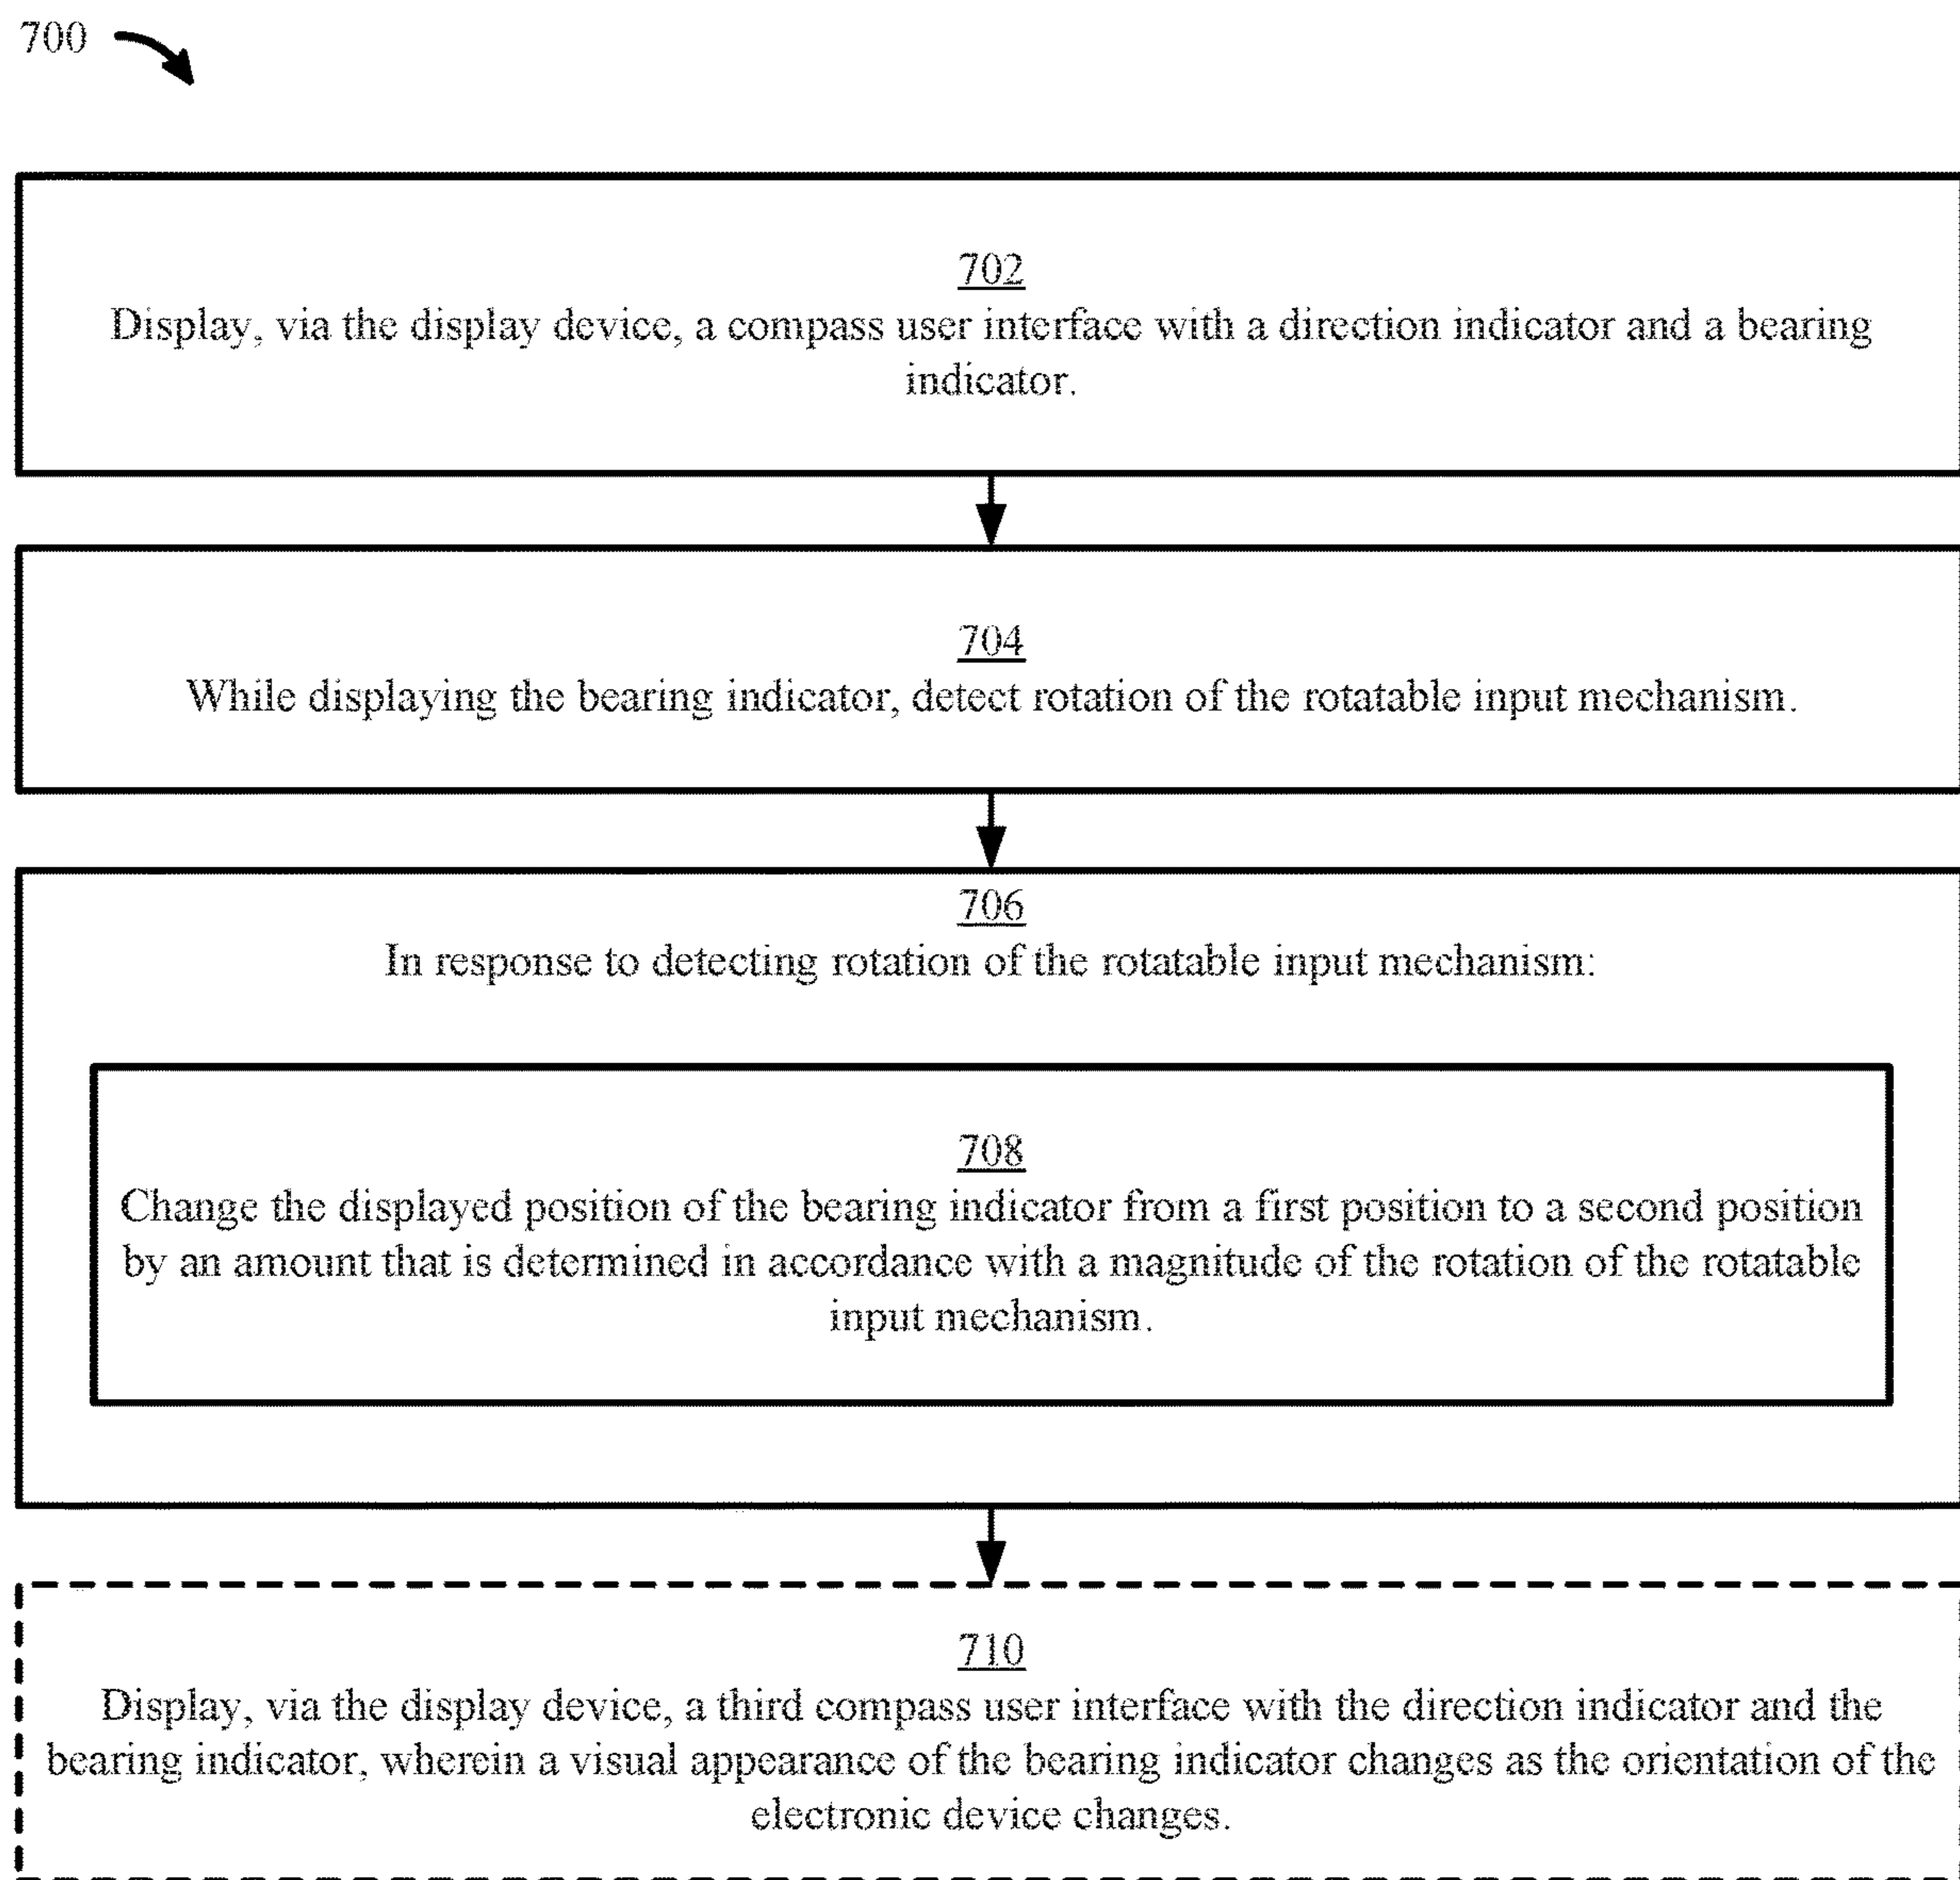 700
702
Display, via the display device, a compass user interface with a direction indicator and a bearing
indicator.
704
While displaying the bearing indicator, detect rotation of the rotatable input mechanism.
706
In response to detecting rotation of the rotatable input mechanism:
708
Change the displayed position of the bearing indicator from a first position to a second position
by an amount that is determined in accordance with a magnitude of the rotation of the rotatable
input mechanism.
710
Display, via the display device, a third compass user interface with the direction indicator and the
bearing indicator, wherein a visual appearance of the bearing indicator changes as the orientation of the
electronic device changes.